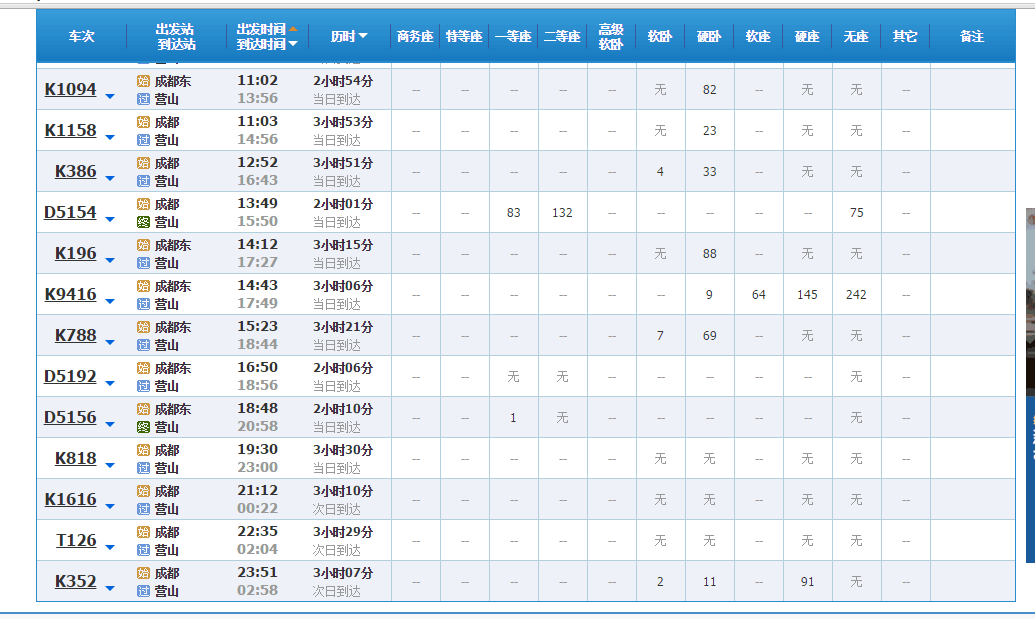 车次 出发站 出发时间 历时 商务座 特等座 一等座 二等座 高级 软卧 硬卧 软座 硬座 无座 其它 备注
到达站 到达时间 软卧
K1094 始 成都东 11:02 2小时54分 -- -- -- -- -- 无 82 -- 无 无 --
过 营山 13:56 当日到达
K1158 始 成都 11:03 3小时53分 -- -- -- -- -- 无 23 -- 无 无 --
过 营山 14:56 当日到达
K386 始 成都 12:52 3小时51分 -- -- -- -- -- 4 33 -- 无 无 --
过 营山 16:43 当日到达
D5154 始 成都 13:49 2小时01分 -- -- 83 132 -- -- -- -- -- 75 --
终 营山 15:50 当日到达
K196 始 成都东 14:12 3小时15分 -- -- -- -- -- 无 88 -- 无 无 --
过 营山 17:27 当日到达
K9416 始 成都东 14:43 3小时06分 -- -- -- -- -- -- 9 64 145 242 --
过 营山 17:49 当日到达
K788 始 成都东 15:23 3小时21分 -- -- -- -- -- 7 69 -- 无 无 --
过 营山 18:44 当日到达
D5192 始 成都东 16:50 2小时06分 -- -- 无 无 -- -- -- -- -- 无 --
过 营山 18:56 当日到达
D5156 始 成都东 18:48 2小时10分 -- -- 1 无 -- -- -- -- -- 无 --
终 营山 20:58 当日到达
K818 始 成都 19:30 3小时30分 -- -- -- -- -- 无 无 -- 无 无 --
过 营山 23:00 当日到达
K1616 始 成都 21:12 3小时10分 -- -- -- -- -- 无 无 -- 无 无 --
过 营山 00:22 次日到达
T126 始 成都 22:35 3小时29分 -- -- -- -- -- 无 无 -- 无 无 --
过 营山 02:04 次日到达
K352 始 成都 23:51 3小时07分 -- -- -- -- -- 2 11 -- 91 无 --
过 营山 02:58 次日到达